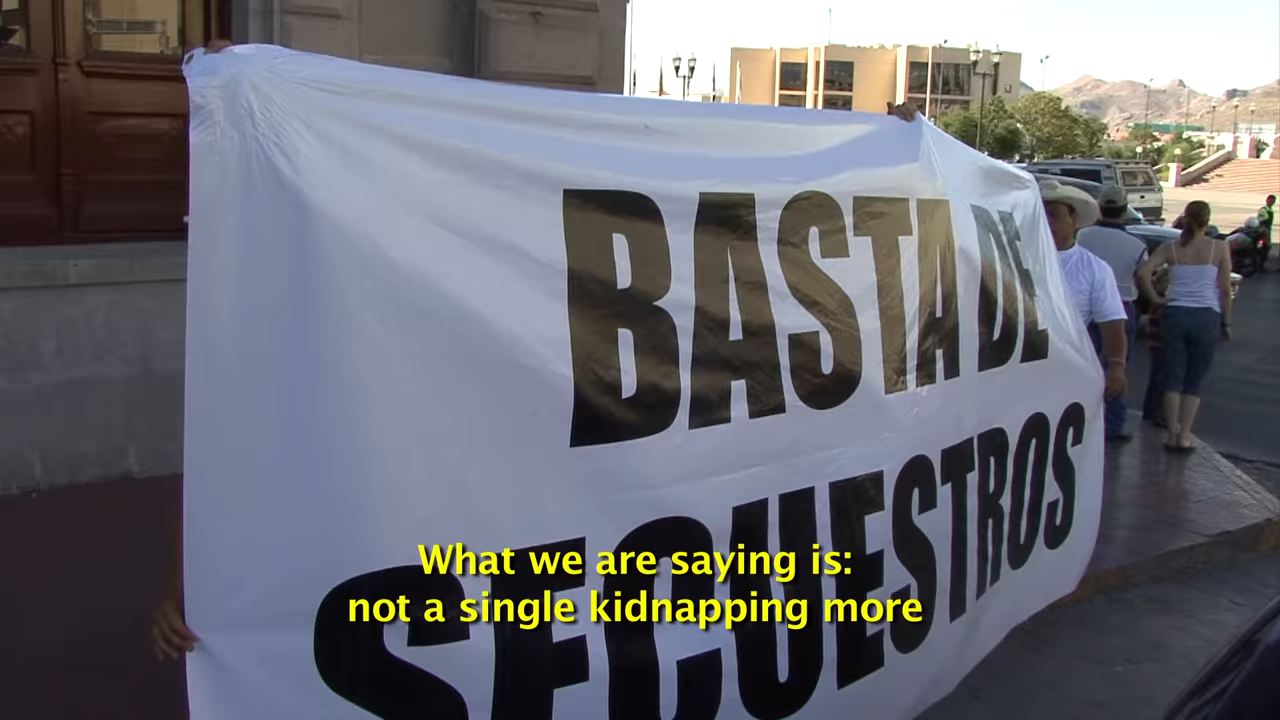 BASTA DE
SECUESTROS
What we are saying is:
not a single kidnapping more